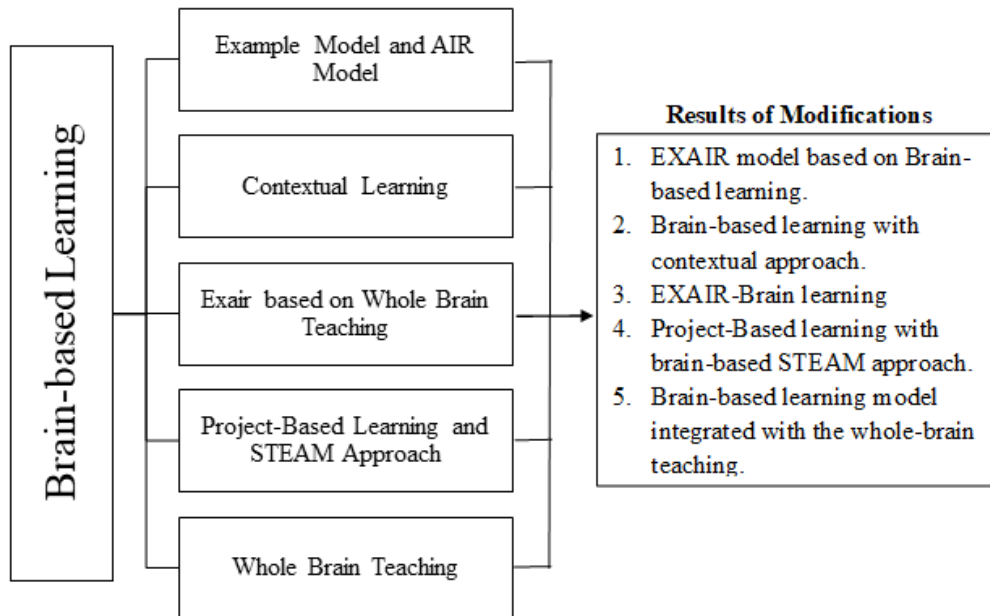 Brain-based Learning
Example Model and AIR
Model
Contextual Learning
Exair based on Whole Brain
Teaching
Project-Based Learning and
STEAM Approach
Whole Brain Teaching
Results of Modifications
1. EXAIR model based on Brain-
based learning.
2. Brain-based learning with
contextual approach.
3. EXAIR-Brain learning
4. Project-Based learning with
brain-based STEAM approach.
5. Brain-based learning model
integrated with the whole-brain
teaching.